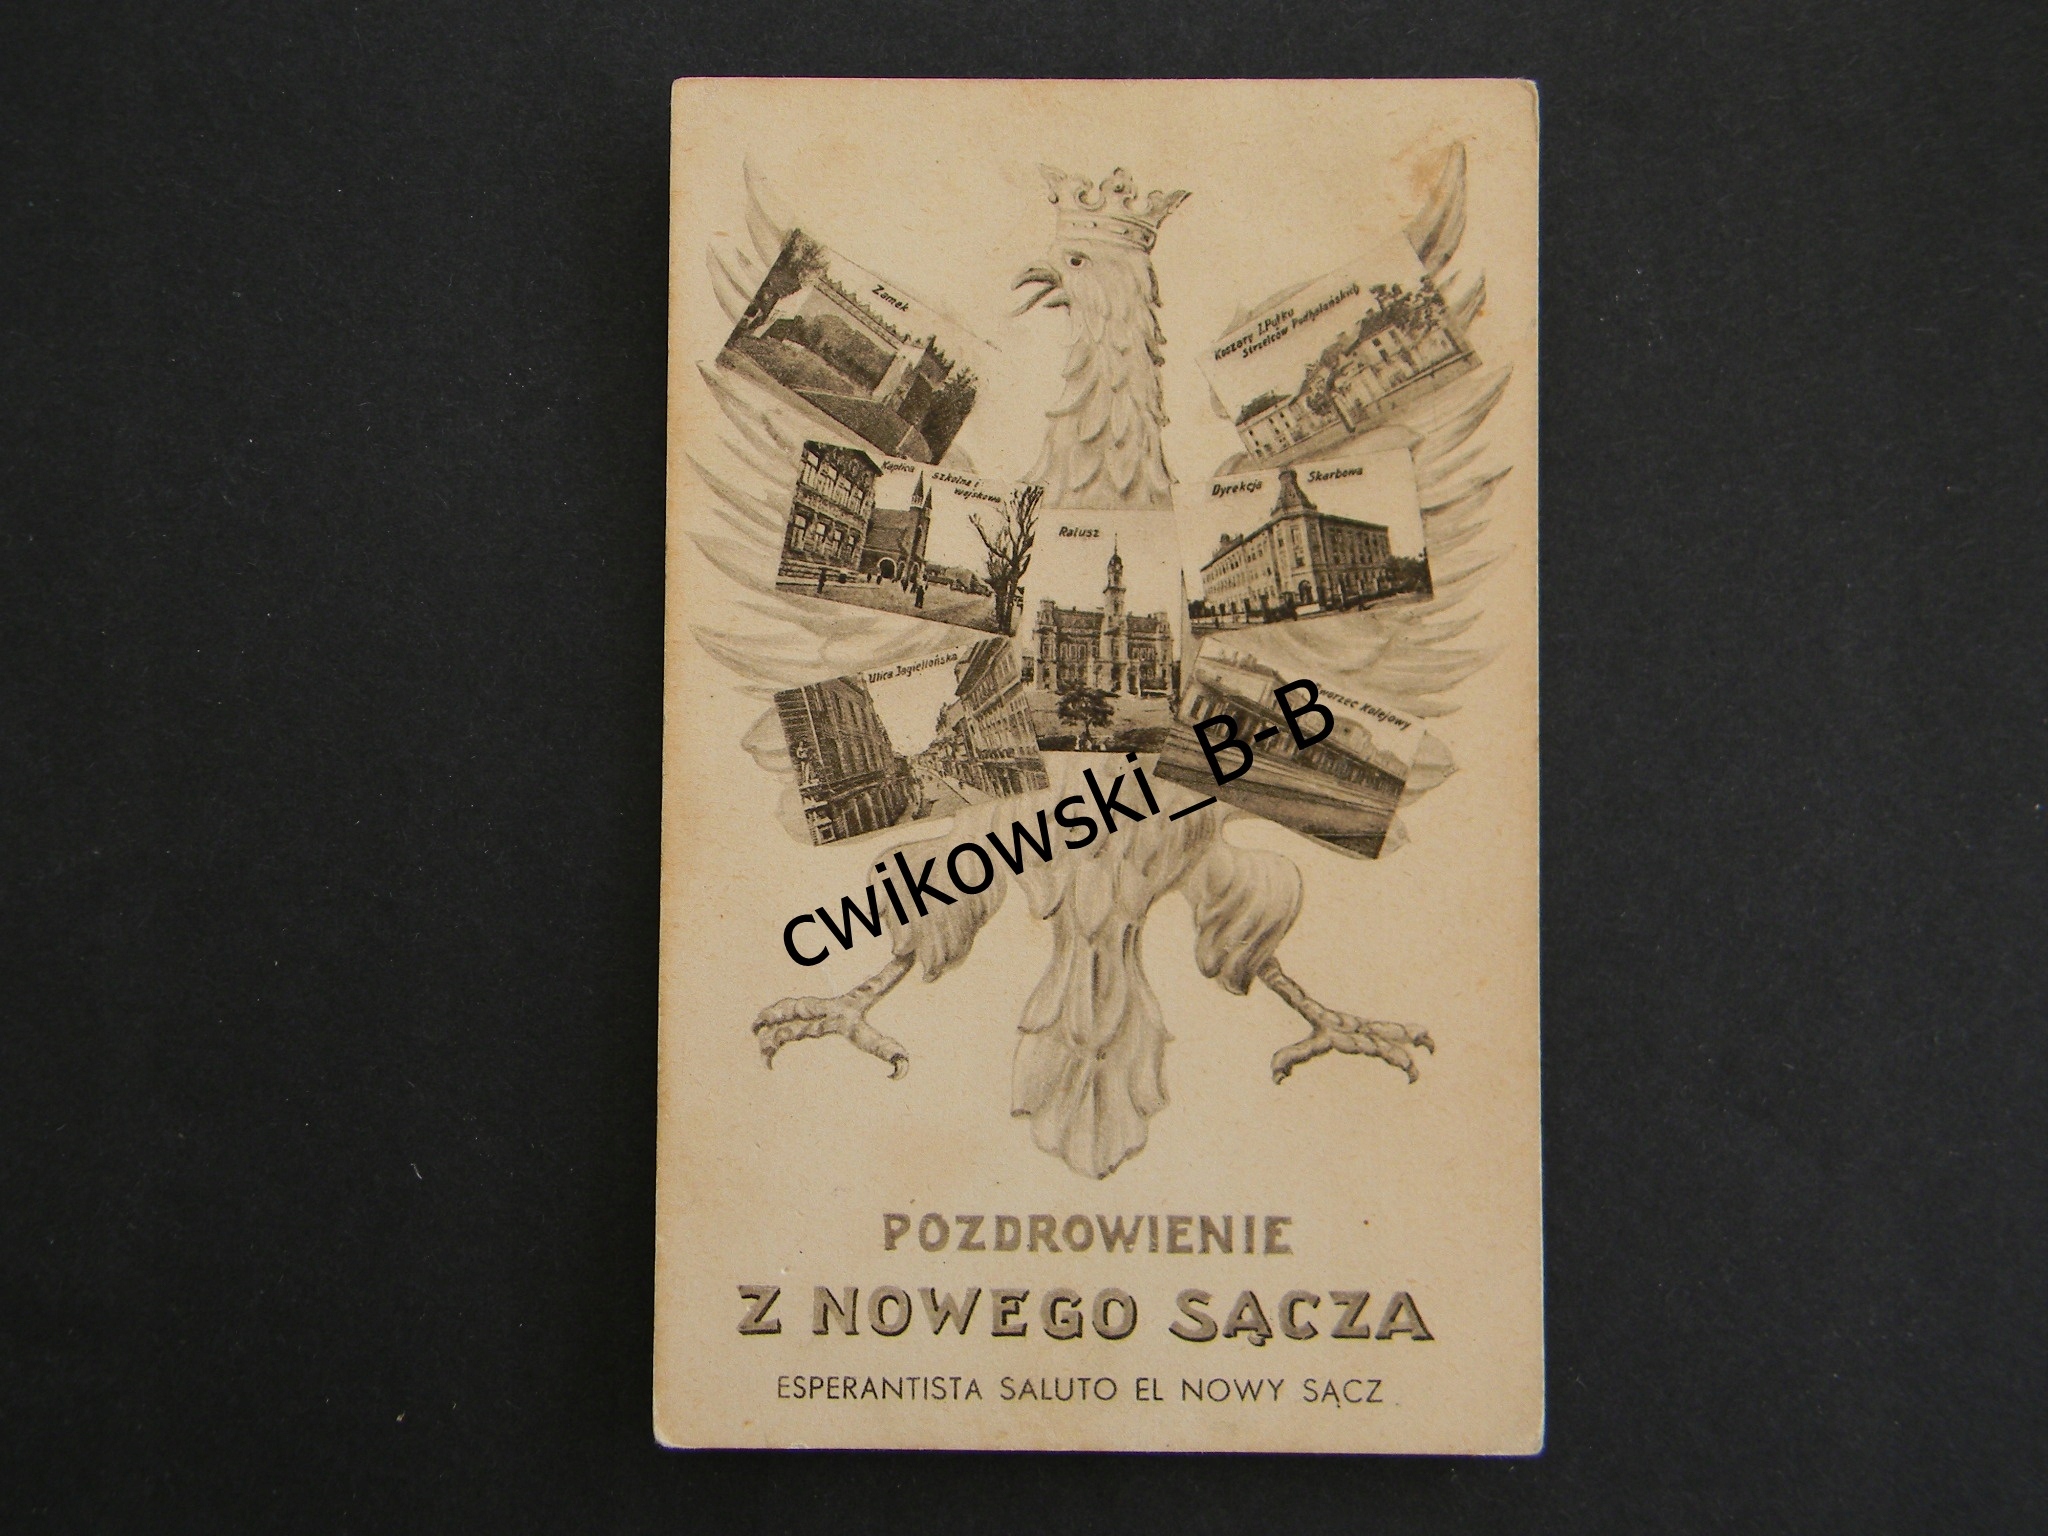 Zamek
Koszary 1.Pułku
Strzelców Podhalańskich
Kaplica szkolna i
wojskowa
Dyrekcja Skarbowa
Ratusz
Ulica Jagiellońska
Dworzec Kolejowy
cwikowski_B-B
POZDROWIENIE
Z NOWEGO SĄCZA
ESPERANTISTA SALUTO EL NOWY SĄCZ